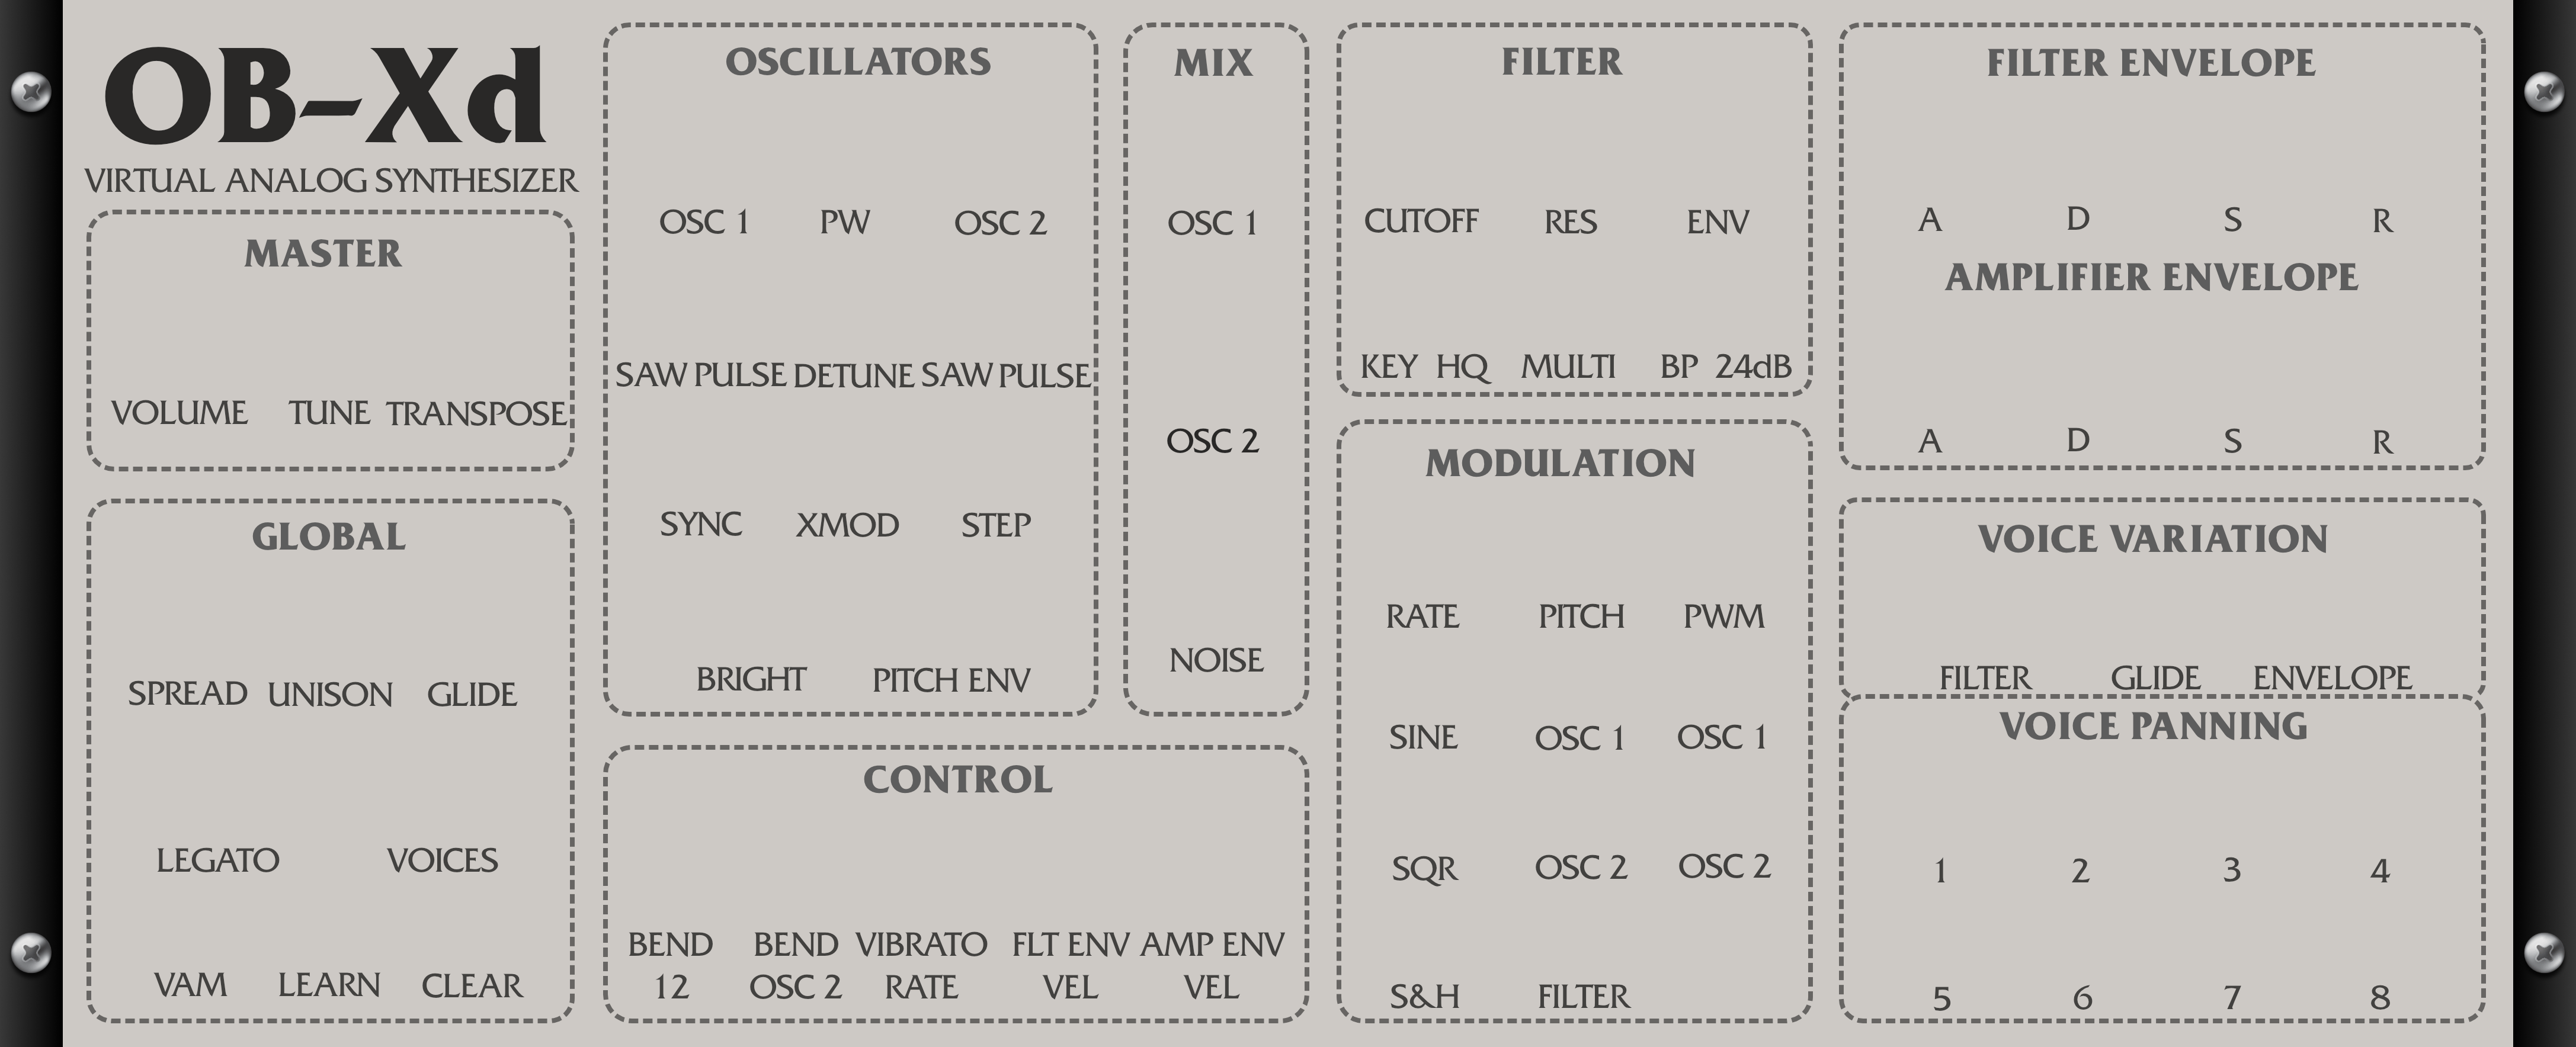 OB-Xd
VIRTUAL ANALOG SYNTHESIZER
MASTER
VOLUME TUNE TRANSPOSE
GLOBAL
SPREAD UNISON GLIDE
LEGATO VOICES
VAM LEARN CLEAR
OSCILLATORS
OSC 1 PW OSC 2
SAW PULSE DETUNE SAW PULSE
SYNC XMOD STEP
BRIGHT PITCH ENV
MIX
OSC 1
OSC 2
NOISE
CONTROL
BEND BEND VIBRATO FLT ENV AMP ENV
12 OSC 2 RATE VEL VEL
FILTER
CUTOFF RES ENV
KEY HQ MULTI BP 24dB
MODULATION
RATE PITCH PWM
SINE OSC 1 OSC 1
SQR OSC 2 OSC 2
S&H FILTER
FILTER ENVELOPE
A D S R
AMPLIFIER ENVELOPE
A D S R
VOICE VARIATION
FILTER GLIDE ENVELOPE
VOICE PANNING
1 2 3 4
5 6 7 8